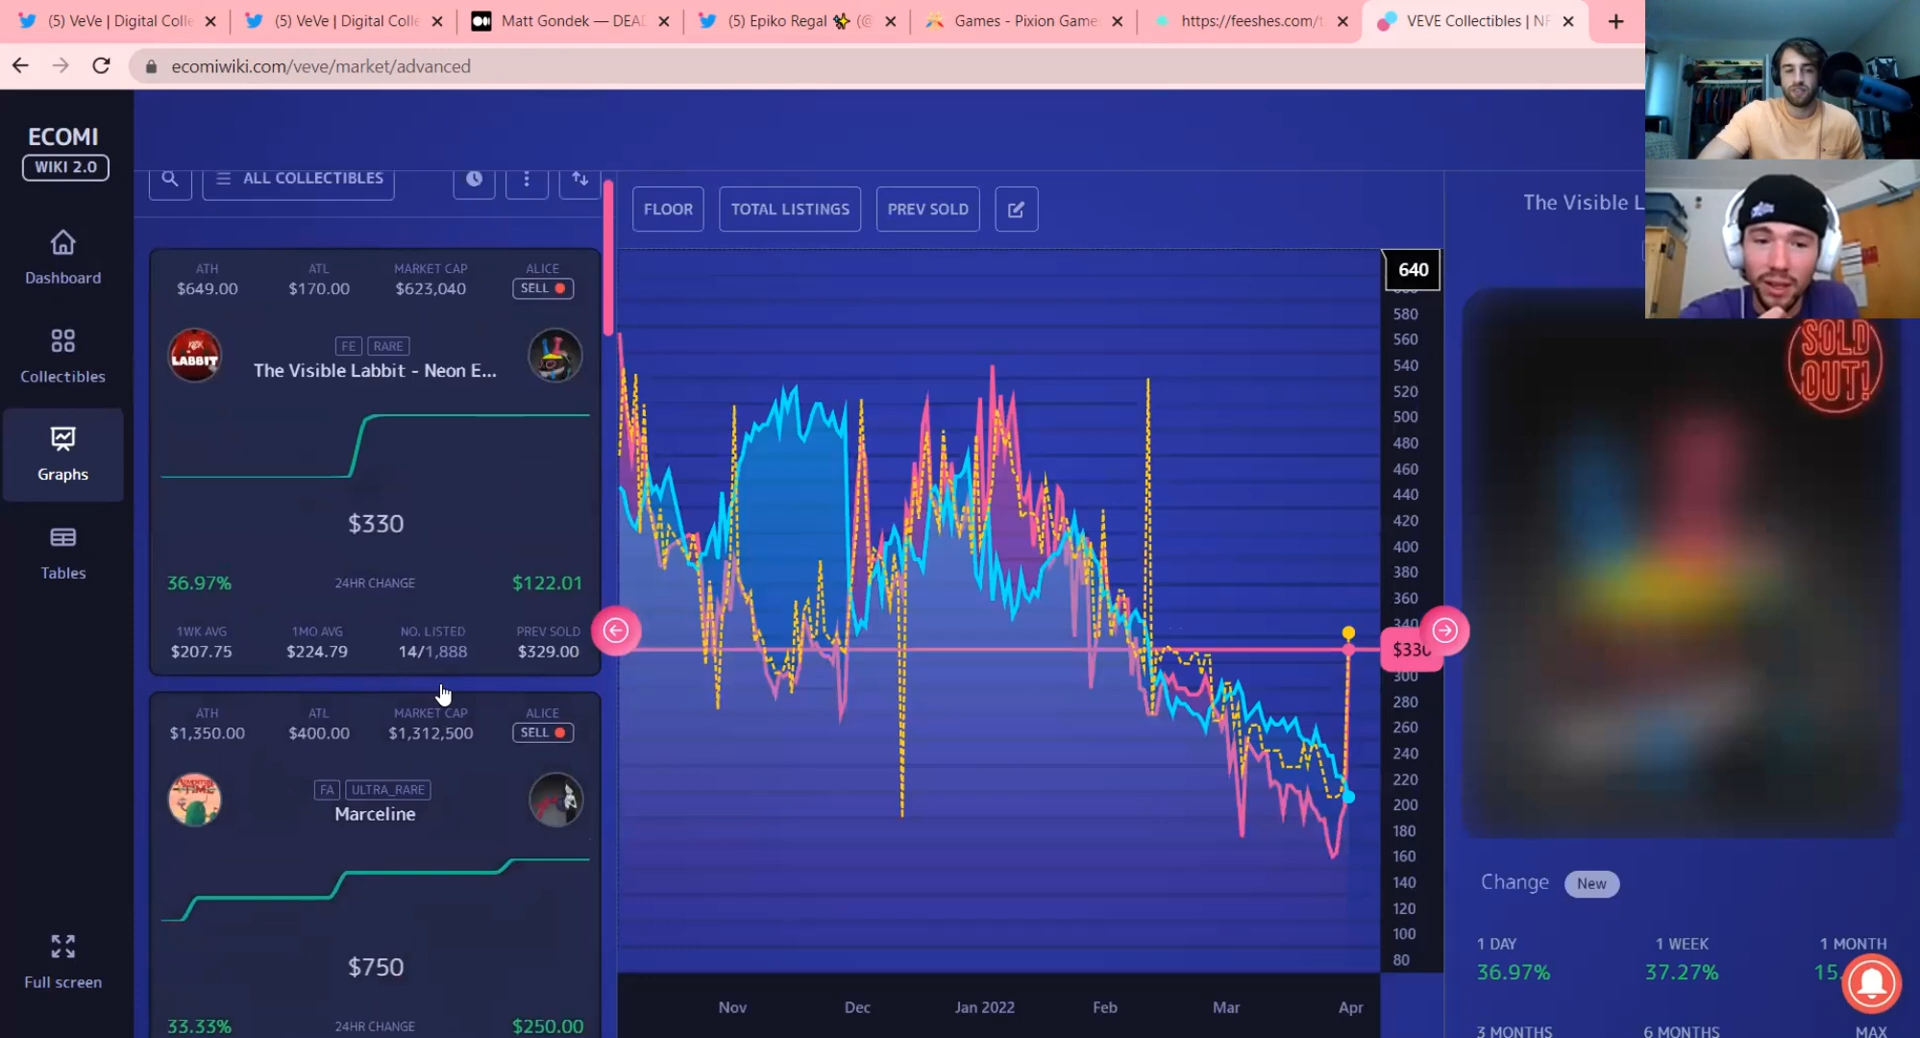 (5) VeVe | Digital Colle
(5) VeVe | Digital Colle
Matt Gondek — DEAD
(5) Epiko Regal ✨ (@
Games - Pixion Game
https://feeshes.com/t
VEVE Collectibles | NF
ecomiwiki.com/veve/market/advanced
ECOMI
WIKI 2.0
Dashboard
Collectibles
Graphs
Tables
Full screen
ALL COLLECTIBLES
ATH ATL MARKET CAP ALICE
$649.00 $170.00 $623,040 SELL
KIDROBOT LABBIT
FE RARE
The Visible Labbit - Neon E...
$330
36.97% 24HR CHANGE $122.01
1WK AVG 1MO AVG NO. LISTED PREV SOLD
$207.75 $224.79 14/1,888 $329.00
ATH ATL MARKET CAP ALICE
$1,350.00 $400.00 $1,312,500 SELL
FA ULTRA_RARE
Marceline
$750
33.33% 24HR CHANGE $250.00
FLOOR TOTAL LISTINGS PREV SOLD
640
580
560
540
520
500
480
460
440
420
400
380
360
340
$330
300
280
260
240
220
200
180
160
140
120
100
80
Nov Dec Jan 2022 Feb Mar Apr
The Visible L
SOLD
OUT!
Change New
1 DAY 1 WEEK 1 MONTH
36.97% 37.27% 15.
3 MONTHS 6 MONTHS MAX